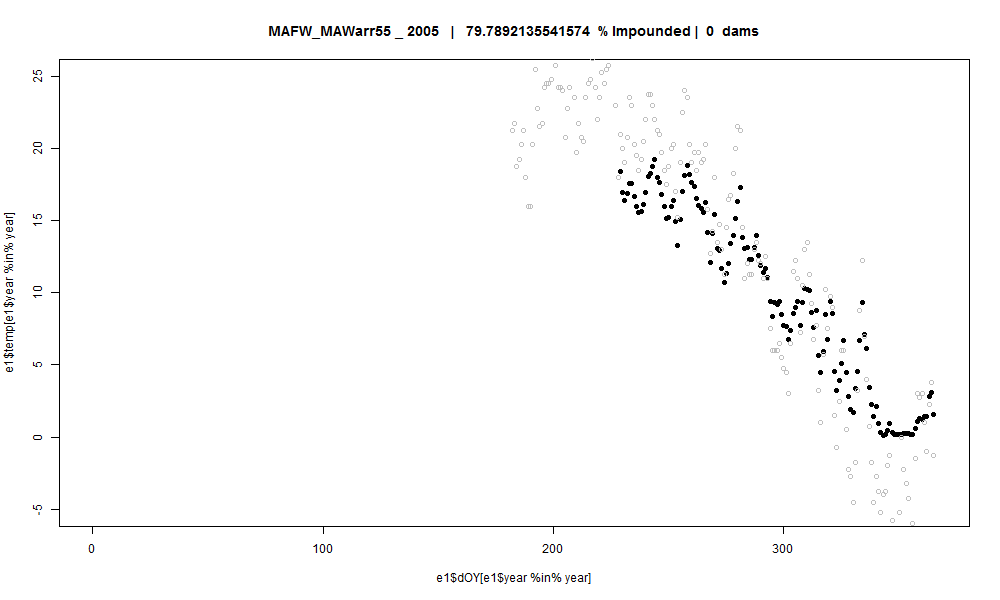 MAFW_MAWarr55 _ 2005 | 79.7892135541574 % Impounded | 0 dams
e1$temp[e1$year %in% year]
25
20
15
10
5
0
-5
0 100 200 300
e1$dOY[e1$year %in% year]